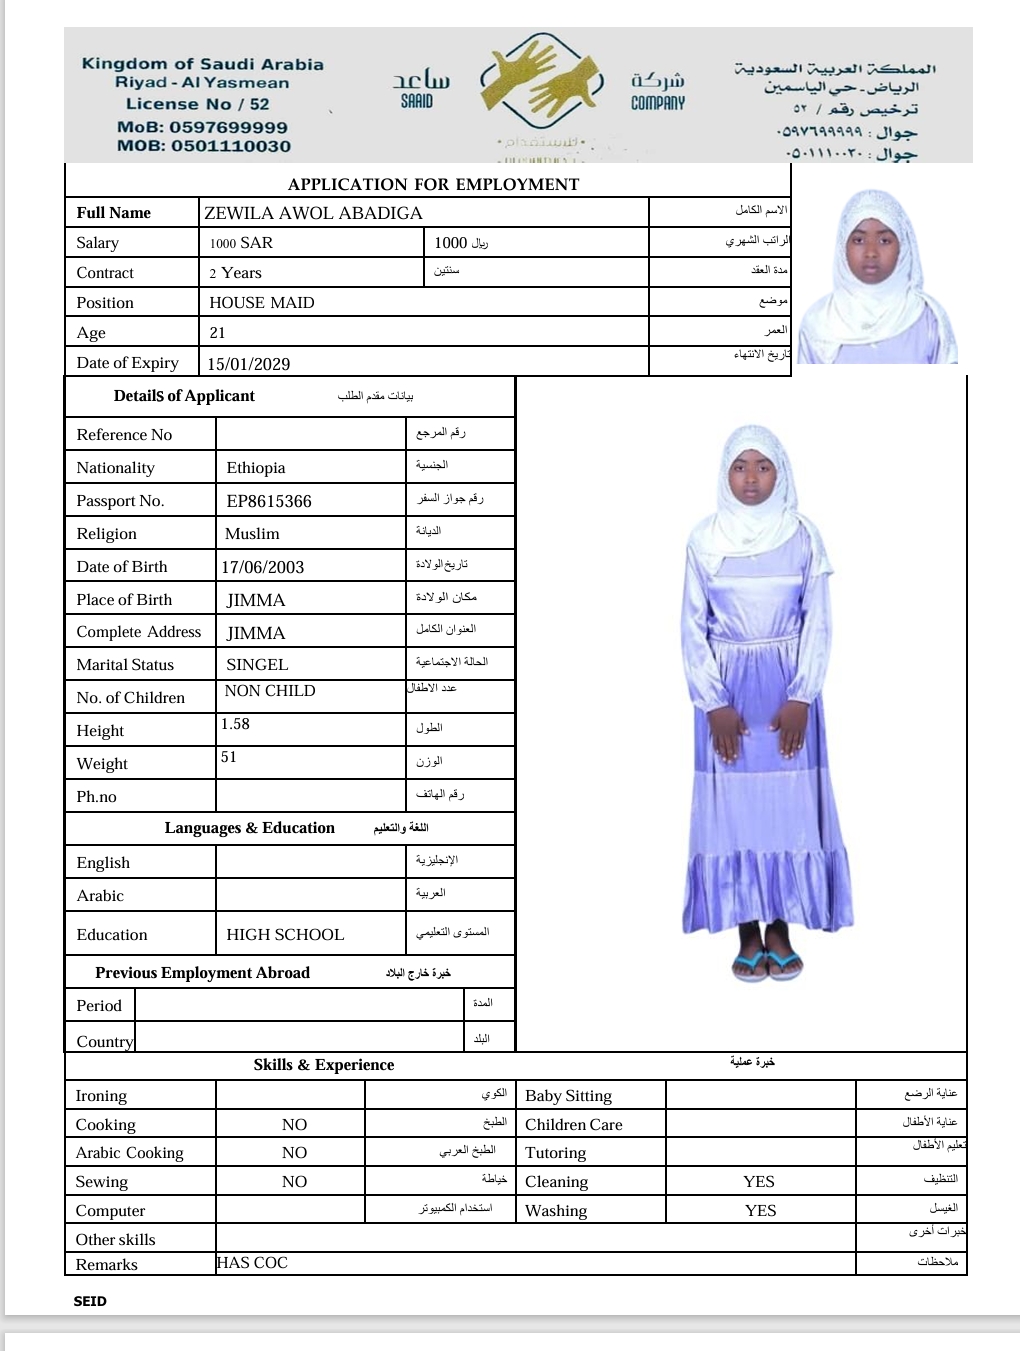 Kingdom of Saudi Arabia
Riyad - Al Yasmean
License No / 52
MoB: 0597699999
MOB: 0501110030
ساعد
SAAID
شركة
COMPANY
للاستقدام
المملكة العربية السعودية
الرياض - حي الياسمين
ترخيص رقم / ٥٢
جوال : ٠٥٩٧٦٩٩٩٩٩
جوال : ٠٥٠١١١٠٠٣٠
APPLICATION FOR EMPLOYMENT
Full Name ZEWILA AWOL ABADIGA الاسم الكامل
Salary 1000 SAR 1000 ريال الراتب الشهري
Contract 2 Years سنتين مدة العقد
Position HOUSE MAID موضع
Age 21 العمر
Date of Expiry 15/01/2029 تاريخ الانتهاء
Details of Applicant بيانات مقدم الطلب
Reference No رقم المرجع
Nationality Ethiopia الجنسية
Passport No. EP8615366 رقم جواز السفر
Religion Muslim الديانة
Date of Birth 17/06/2003 تاريخ الولادة
Place of Birth JIMMA مكان الولادة
Complete Address JIMMA العنوان الكامل
Marital Status SINGEL الحالة الاجتماعية
No. of Children NON CHILD عدد الاطفال
Height 1.58 الطول
Weight 51 الوزن
Ph.no رقم الهاتف
Languages & Education اللغة والتعليم
English الإنجليزية
Arabic العربية
Education HIGH SCHOOL المستوى التعليمي
Previous Employment Abroad خبرة خارج البلاد
Period المدة
Country البلد
Skills & Experience خبرة عملية
Ironing الكوي Baby Sitting عناية الرضع
Cooking NO الطبخ Children Care عناية الأطفال
Arabic Cooking NO الطبخ العربي Tutoring تعليم الأطفال
Sewing NO خياطة Cleaning YES التنظيف
Computer استخدام الكمبيوتر Washing YES الغيسل
Other skills خبرات أخرى
Remarks HAS COC ملاحظات
SEID